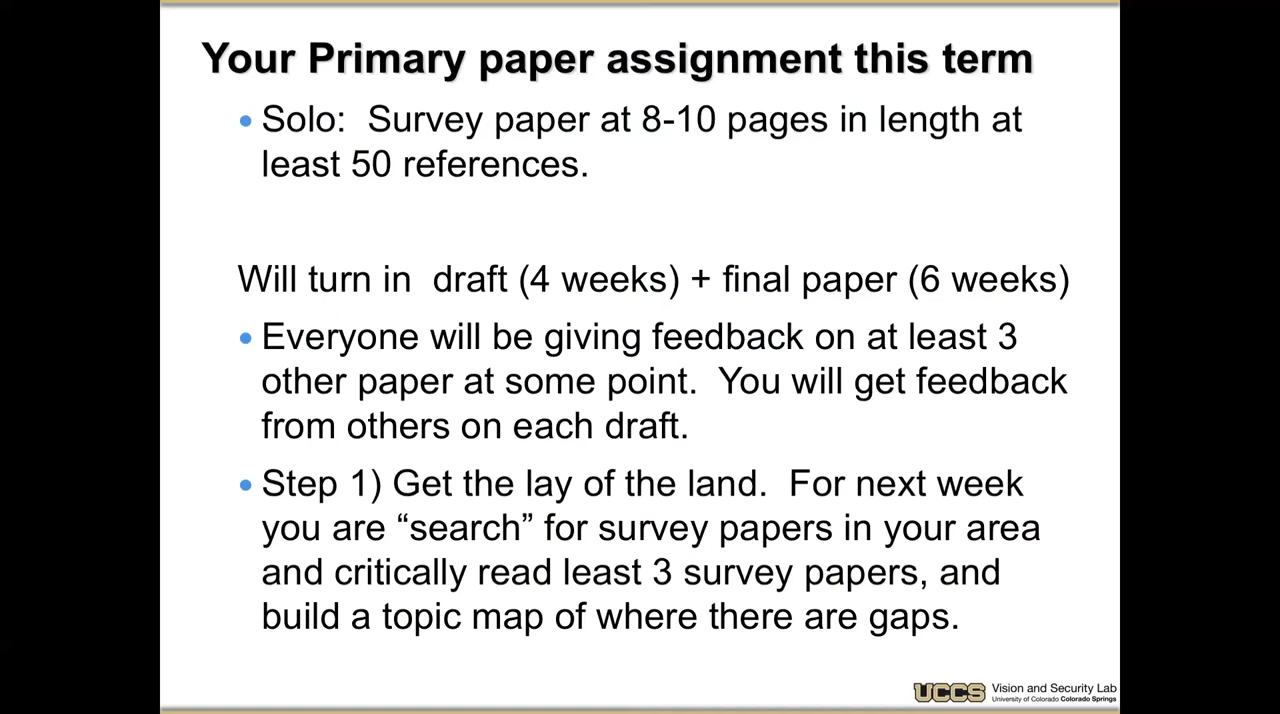 Your Primary paper assignment this term
• Solo:  Survey paper at 8-10 pages in length at
least 50 references.
Will turn in  draft (4 weeks) + final paper (6 weeks)
• Everyone will be giving feedback on at least 3
other paper at some point.  You will get feedback
from others on each draft.
• Step 1) Get the lay of the land.  For next week
you are “search” for survey papers in your area
and critically read least 3 survey papers, and
build a topic map of where there are gaps.
UCCS Vision and Security Lab
University of Colorado Colorado Springs